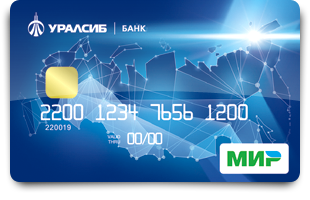 УРАЛСИБ | БАНК
2200 1234 7656 1200
220019
VALID THRU 00/00
МИР